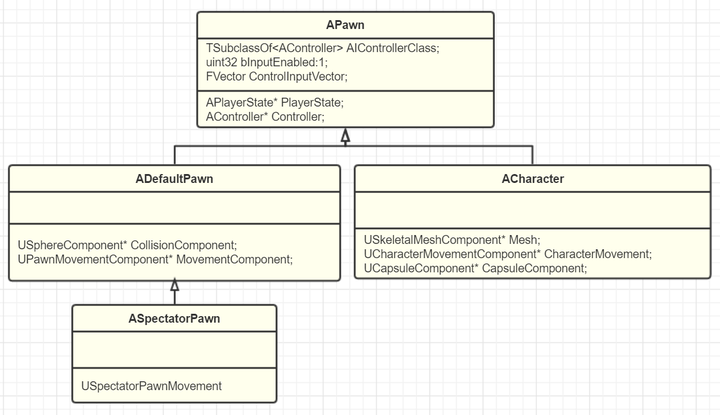 APawn
TSubclassOf<AController> AIControllerClass;
uint32 bInputEnabled:1;
FVector ControlInputVector;
APlayerState* PlayerState;
AController* Controller;
ADefaultPawn
USphereComponent* CollisionComponent;
UPawnMovementComponent* MovementComponent;
ACharacter
USkeletalMeshComponent* Mesh;
UCharacterMovementComponent* CharacterMovement;
UCapsuleComponent* CapsuleComponent;
ASpectatorPawn
USpectatorPawnMovement